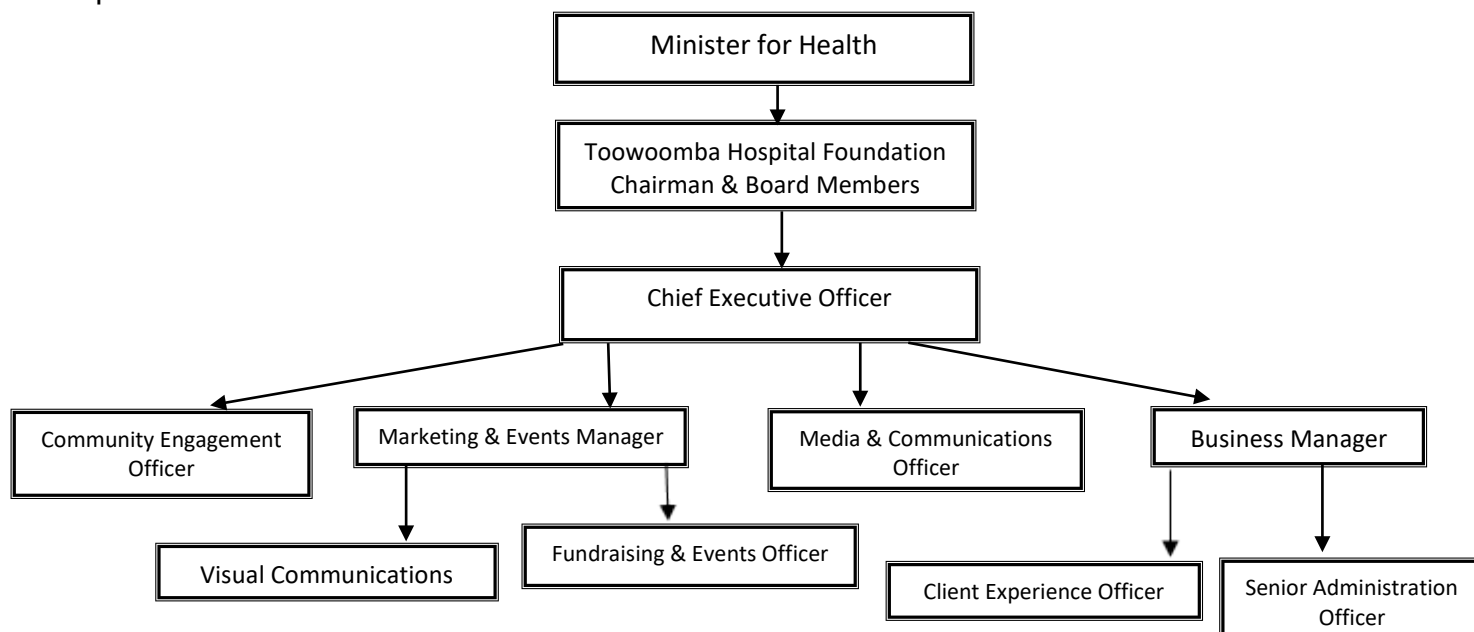 Minister for Health
Toowoomba Hospital Foundation
Chairman & Board Members
Chief Executive Officer
Community Engagement
Officer
Marketing & Events Manager
Media & Communications
Officer
Business Manager
Visual Communications
Fundraising & Events Officer
Client Experience Officer
Senior Administration
Officer